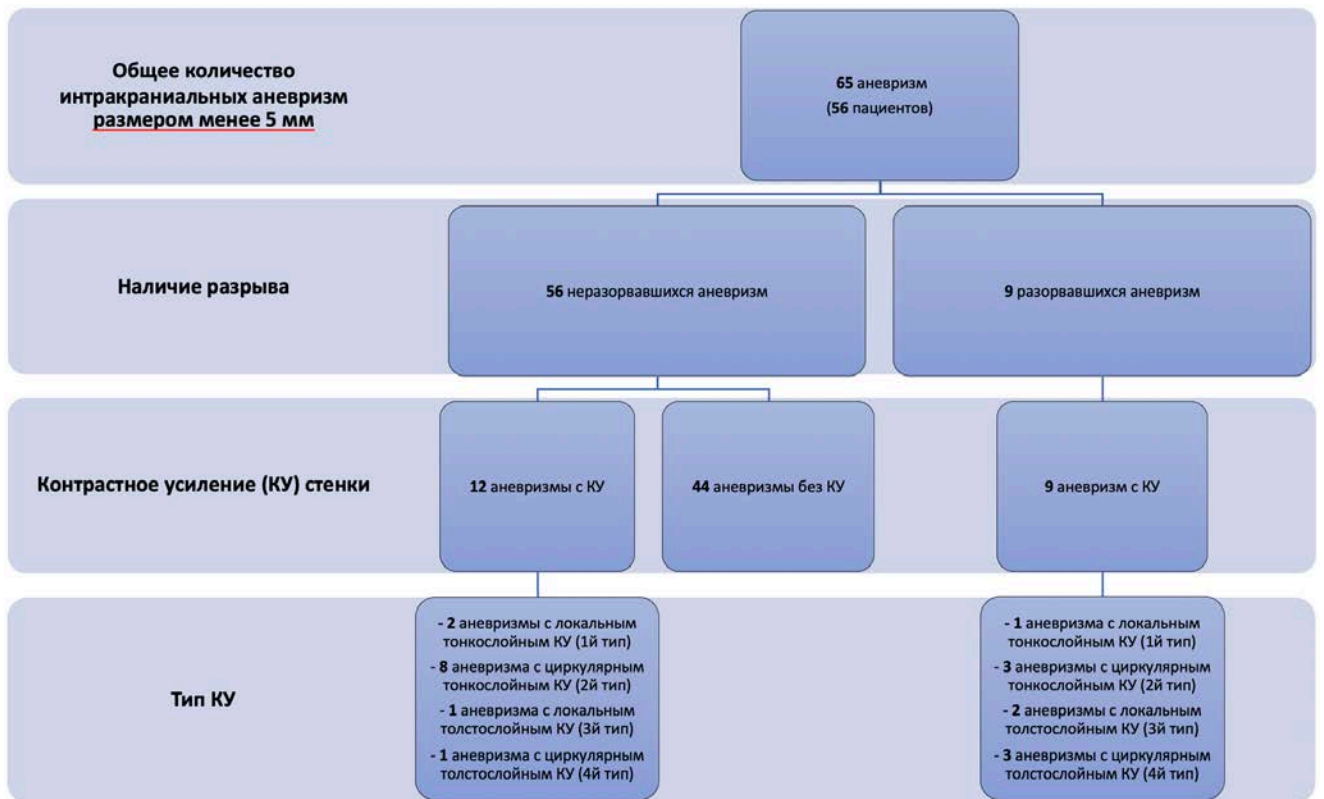 Общее количество
интракраниальных аневризм
размером менее 5 мм
65 аневризм
(56 пациентов)
Наличие разрыва
56 неразорвавшихся аневризм
9 разорвавшихся аневризм
Контрастное усиление (КУ) стенки
12 аневризмы с КУ
44 аневризмы без КУ
9 аневризм с КУ
Тип КУ
- 2 аневризмы с локальным
тонкослойным КУ (1й тип)
- 8 аневризма с циркулярным
тонкослойным КУ (2й тип)
- 1 аневризма с локальным
толстослойным КУ (3й тип)
- 1 аневризма с циркулярным
толстослойным КУ (4й тип)
- 1 аневризма с локальным
тонкослойным КУ (1й тип)
- 3 аневризмы с циркулярным
тонкослойным КУ (2й тип)
- 2 аневризмы с локальным
толстослойным КУ (3й тип)
- 3 аневризмы с циркулярным
толстослойным КУ (4й тип)